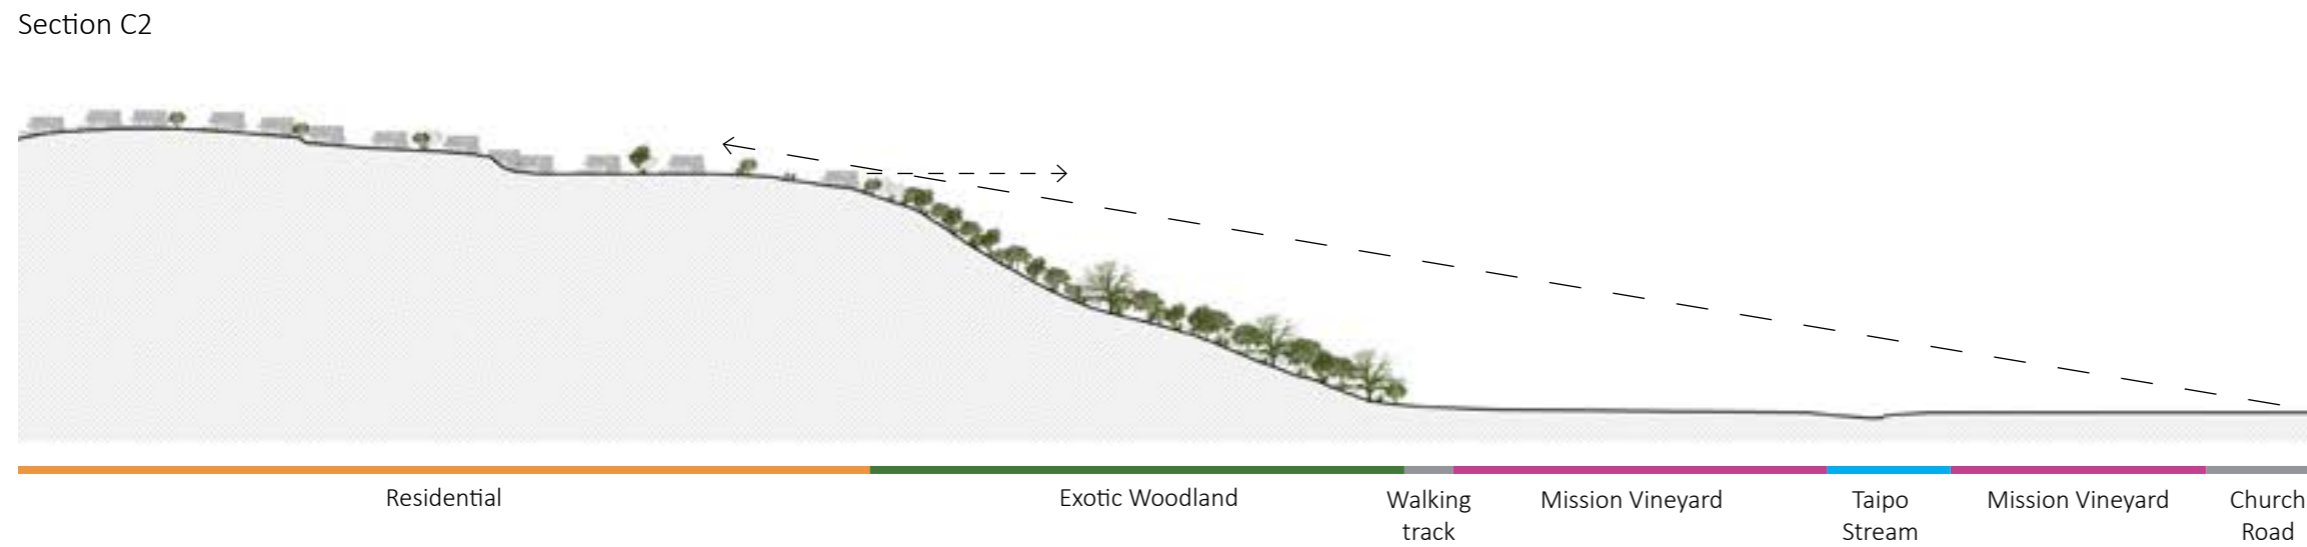 Section C2
Residential
Exotic Woodland
Walking
track
Mission Vineyard
Taipo
Stream
Mission Vineyard
Church
Road